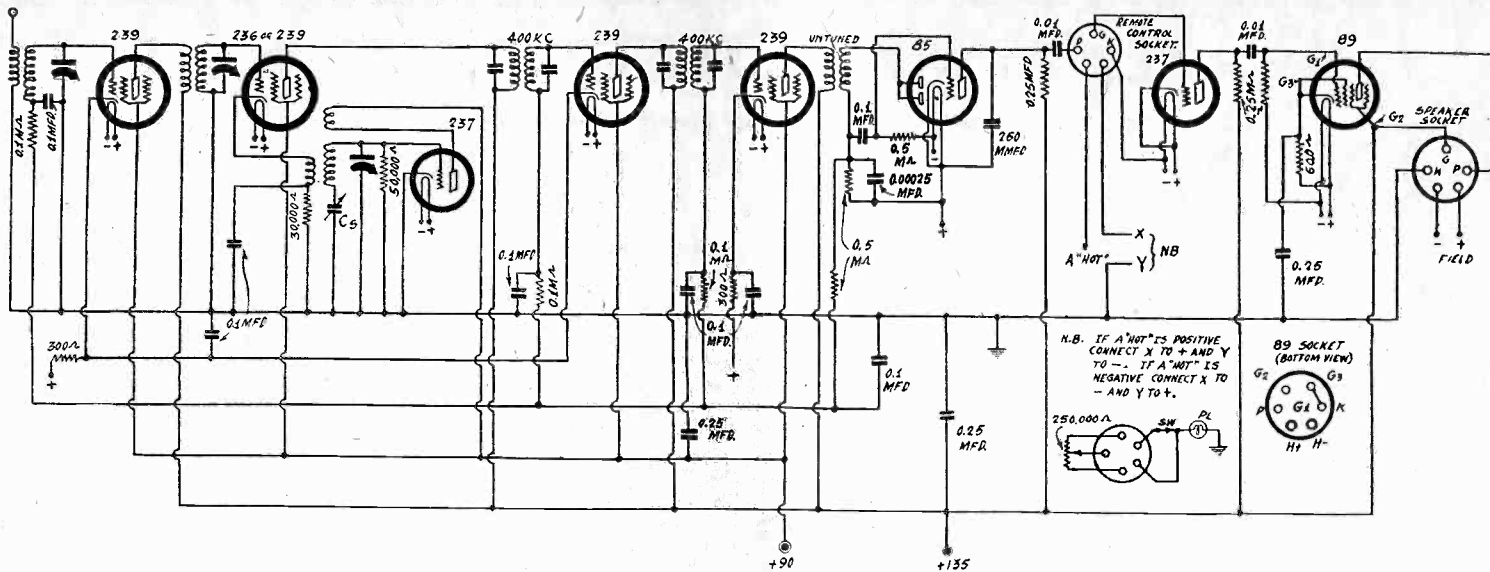 239
236 OR 239
400KC
239
400KC
239
UNTUNED
85
0.01
MFD.
REMOTE
CONTROL
SOCKET.
237
0.01
MFD.
89
P
G
K
G1
G3
G2
SPEAKER
SOCKET
G
K
P
- +
FIELD
0.1MΩ
0.1MFD.
- +
- +
237
- +
- +
- +
0.1
MFD.
0.5
MΩ
-
+
250
MMFD
0.00025
MFD.
0.25MΩ
600Ω
- +
- +
0.25MFD
30,000Ω
C5
50,000Ω
0.1MFD
0.1MFD
0.1MΩ
0.1
MΩ
300Ω
0.1
MFD.
+
0.5
MΩ
A "HOT"
X
Y
NB
0.25
MFD.
0.1MFD
300Ω
+
0.1
MFD
0.25
MFD.
0.25
MFD.
N.B. IF A "HOT" IS POSITIVE
CONNECT X TO + AND Y
TO -. IF A "HOT" IS
NEGATIVE CONNECT X TO
- AND Y TO +.
89 SOCKET
(BOTTOM VIEW)
G2
G3
P
G1
K
H+
H-
250,000Ω
SW
PL
+90
+135